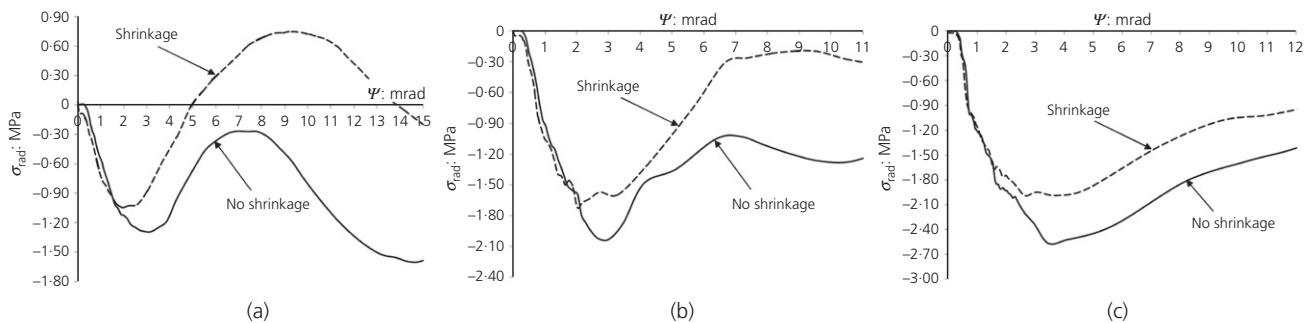 0·90
0·60
0·30
0
–0·30
–0·60
–0·90
–1·20
–1·50
–1·80
σrad: MPa
Shrinkage
Ψ: mrad
0 1 2 3 4 5 6 7 8 9 10 11 12 13 14 15
No shrinkage
(a)
Ψ: mrad
0 1 2 3 4 5 6 7 8 9 10 11
0
–0·30
–0·60
–0·90
–1·20
–1·50
–1·80
–2·10
–2·40
σrad: MPa
Shrinkage
No shrinkage
(b)
Ψ: mrad
0 1 2 3 4 5 6 7 8 9 10 11 12
0
–0·30
–0·60
–0·90
–1·20
–1·50
–1·80
–2·10
–2·40
–2·70
–3·00
σrad: MPa
Shrinkage
No shrinkage
(c)